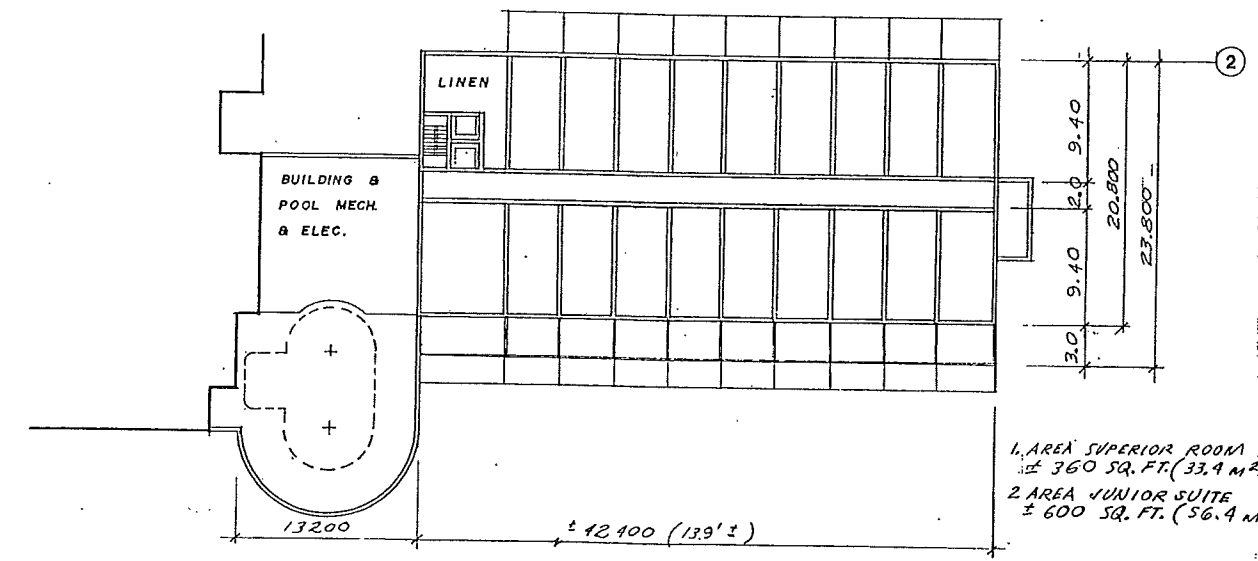 LINEN
2
BUILDING &
POOL MECH.
& ELEC.
9.40
2.0
20.800
23.800
9.40
3.0
1. AREA SUPERIOR ROOM
± 360 SQ. FT. (33.4 M²
2 AREA JUNIOR SUITE
± 600 SQ. FT. (56.4 M
13200
± 42 400 (139' ±)